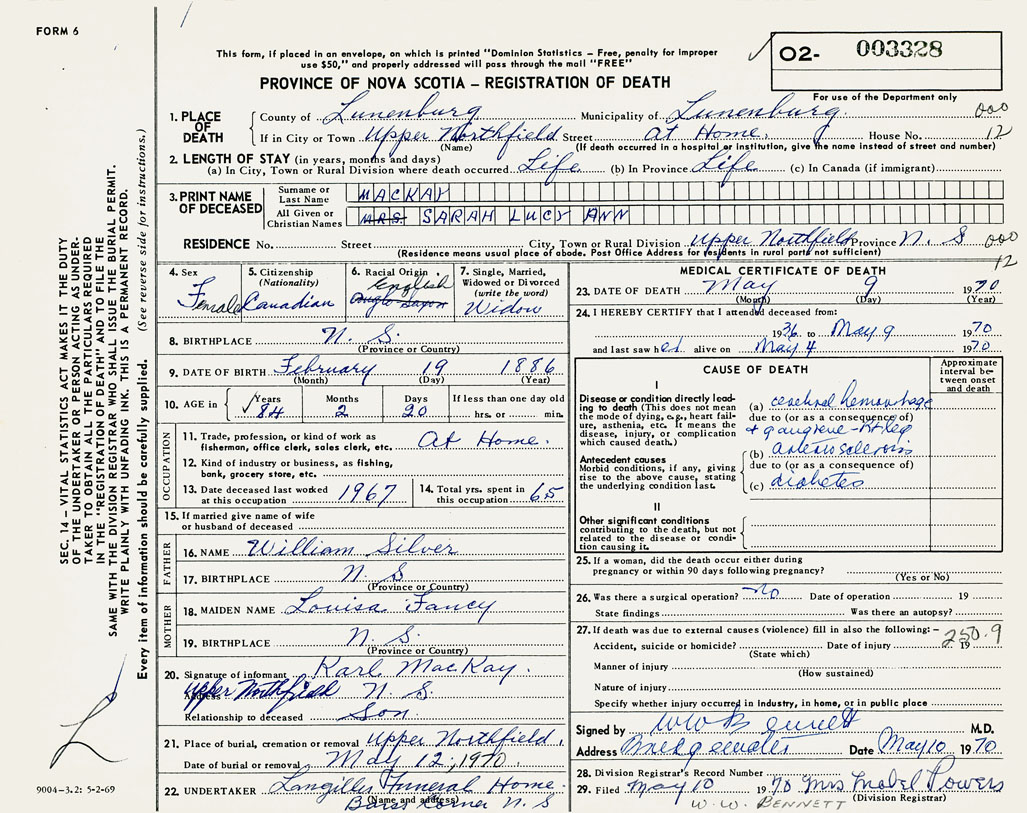 FORM 6
This form, if placed in an envelope, on which is printed "Dominion Statistics – Free, penalty for improper
use $50," and properly addressed will pass through the mail "FREE"
O2- 003328
PROVINCE OF NOVA SCOTIA – REGISTRATION OF DEATH
For use of the Department only
SEC. 14 – VITAL STATISTICS ACT MAKES IT THE DUTY
OF THE UNDERTAKER OR PERSON ACTING AS UNDER-
TAKER TO OBTAIN ALL THE PARTICULARS REQUIRED
IN THE "REGISTRATION OF DEATH" AND TO FILE THE
SAME WITH THE DIVISION REGISTRAR WHO SHALL ISSUE THE BURIAL PERMIT.
WRITE PLAINLY WITH UNFADING INK. THIS IS A PERMANENT RECORD.
Every item of information should be carefully supplied. (See reverse side for instructions.)
1. PLACE OF DEATH
County of Lunenburg Municipality of Lunenburg. 000
If in City or Town Upper Northfield Street At Home. House No. 12
(Name) (If death occurred in a hospital or institution, give the name instead of street and number)
2. LENGTH OF STAY (in years, months and days)
(a) In City, Town or Rural Division where death occurred Life (b) In Province Life (c) In Canada (if immigrant)
3. PRINT NAME OF DECEASED
Surname or Last Name MACKAY
All Given or Christian Names MRS. SARAH LUCY ANN
RESIDENCE No. Street City, Town or Rural Division Upper Northfield Province N. S 000
(Residence means usual place of abode. Post Office Address for residents in rural parts not sufficient) 12
4. Sex
Female
5. Citizenship
(Nationality)
Canadian
6. Racial Origin
English
Anglo Saxon
7. Single, Married, Widowed or Divorced
(write the word)
Widow
8. BIRTHPLACE N. S.
(Province or Country)
9. DATE OF BIRTH February 19 1886
(Month) (Day) (Year)
10. AGE in Years Months Days If less than one day old
84 2 20 hrs. or min.
OCCUPATION
11. Trade, profession, or kind of work as
fisherman, office clerk, sales clerk, etc. At Home.
12. Kind of industry or business, as fishing,
bank, grocery store, etc.
13. Date deceased last worked
at this occupation 1967
14. Total yrs. spent in
this occupation 65
15. If married give name of wife
or husband of deceased
FATHER
16. NAME William Silver
17. BIRTHPLACE N. S
(Province or Country)
MOTHER
18. MAIDEN NAME Louisa Fancy
19. BIRTHPLACE N. S.
(Province or Country)
20. Signature of informant Karl MacKay.
Address Upper Northfield N. S.
Relationship to deceased Son.
21. Place of burial, cremation or removal Upper Northfield,
Date of burial or removal May 12, 1970
22. UNDERTAKER Langilles Funeral Home
(Name and address)
Barss Corner N. S
9004-3.2: 5-2-69
MEDICAL CERTIFICATE OF DEATH
23. DATE OF DEATH May 9 1970
(Month) (Day) (Year)
24. I HEREBY CERTIFY that I attended deceased from:
1936 to May 9 1970
and last saw her alive on May 4 1970
CAUSE OF DEATH
Approximate interval between onset and death
I
Disease or condition directly lead-
ing to death (This does not mean
the mode of dying, e.g., heart fail-
ure, asthenia, etc. It means the
disease, injury, or complication
which caused death.)
(a) cerebral hemorrhage
due to (or as a consequence of)
+ gangrene - Rt leg
Antecedent causes
Morbid conditions, if any, giving
rise to the above cause, stating
the underlying condition last.
(b) arteriosclerosis
due to (or as a consequence of)
(c) diabetes
II
Other significant conditions
contributing to the death, but not
related to the disease or condi-
tion causing it.
25. If a woman, did the death occur either during
pregnancy or within 90 days following pregnancy?
(Yes or No)
26. Was there a surgical operation? No Date of operation 19
State findings Was there an autopsy?
27. If death was due to external causes (violence) fill in also the following: – 250.9
Accident, suicide or homicide? Date of injury 19
(State which)
Manner of injury
(How sustained)
Nature of injury
Specify whether injury occurred in Industry, in home, or in public place
Signed by W W Bennett M.D.
Address Bridgewater Date May 10 1970
28. Division Registrar's Record Number
29. Filed May 10 1970 Mrs Mabel Powers
(Division Registrar)
W. W. BENNETT